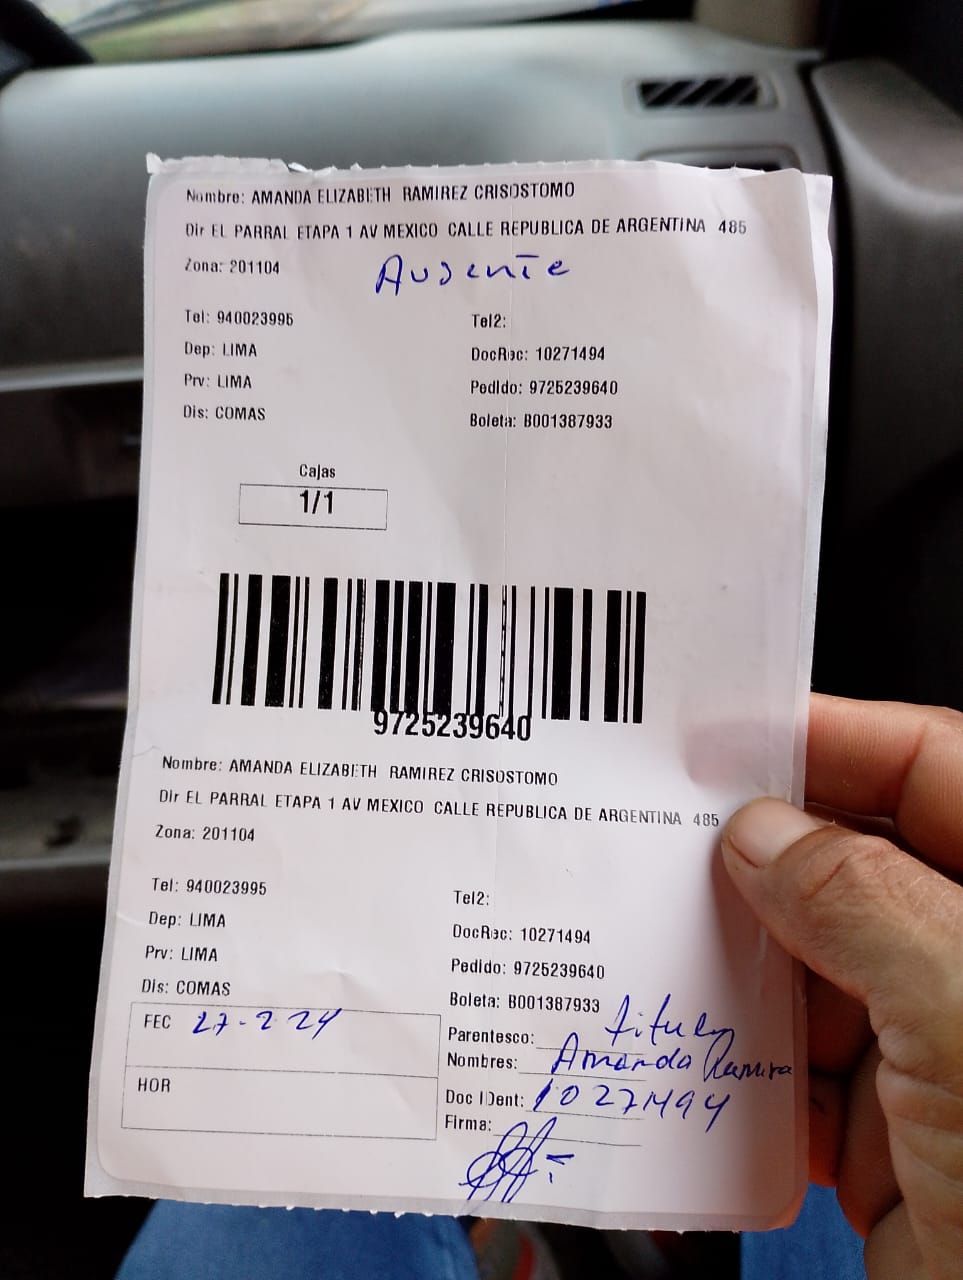 Nombre: AMANDA ELIZABETH RAMIREZ CRISOSTOMO
Dir EL PARRAL ETAPA 1 AV MEXICO CALLE REPUBLICA DE ARGENTINA 485
Zona: 201104
Ausente
Tel: 940023995 Tel2:
Dep: LIMA DocRec: 10271494
Prv: LIMA Pedido: 9725239640
Dis: COMAS Boleta: B001387933
Cajas
1/1
9725239640
Nombre: AMANDA ELIZABETH RAMIREZ CRISOSTOMO
Dir EL PARRAL ETAPA 1 AV MEXICO CALLE REPUBLICA DE ARGENTINA 485
Zona: 201104
Tel: 940023995 Tel2:
Dep: LIMA DocRec: 10271494
Prv: LIMA Pedido: 9725239640
Dis: COMAS Boleta: B001387933
FEC 27-2-24 Parentesco: titular
Nombres: Amanda Ramirez
HOR Doc IDent: 10271494
Firma: